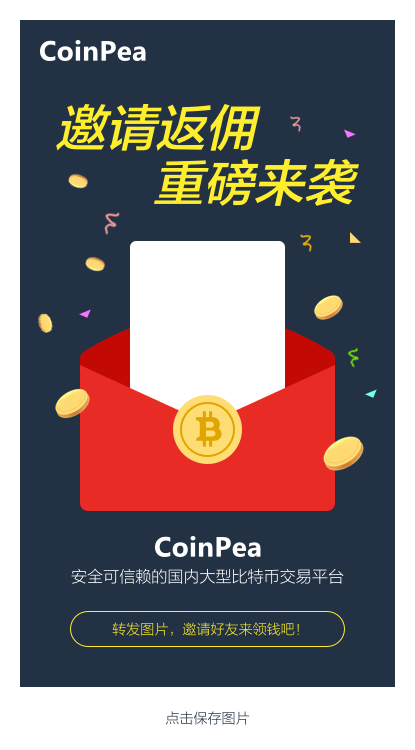 CoinPea
邀请返佣
重磅来袭
CoinPea
安全可信赖的国内大型比特币交易平台
转发图片，邀请好友来领钱吧！
点击保存图片